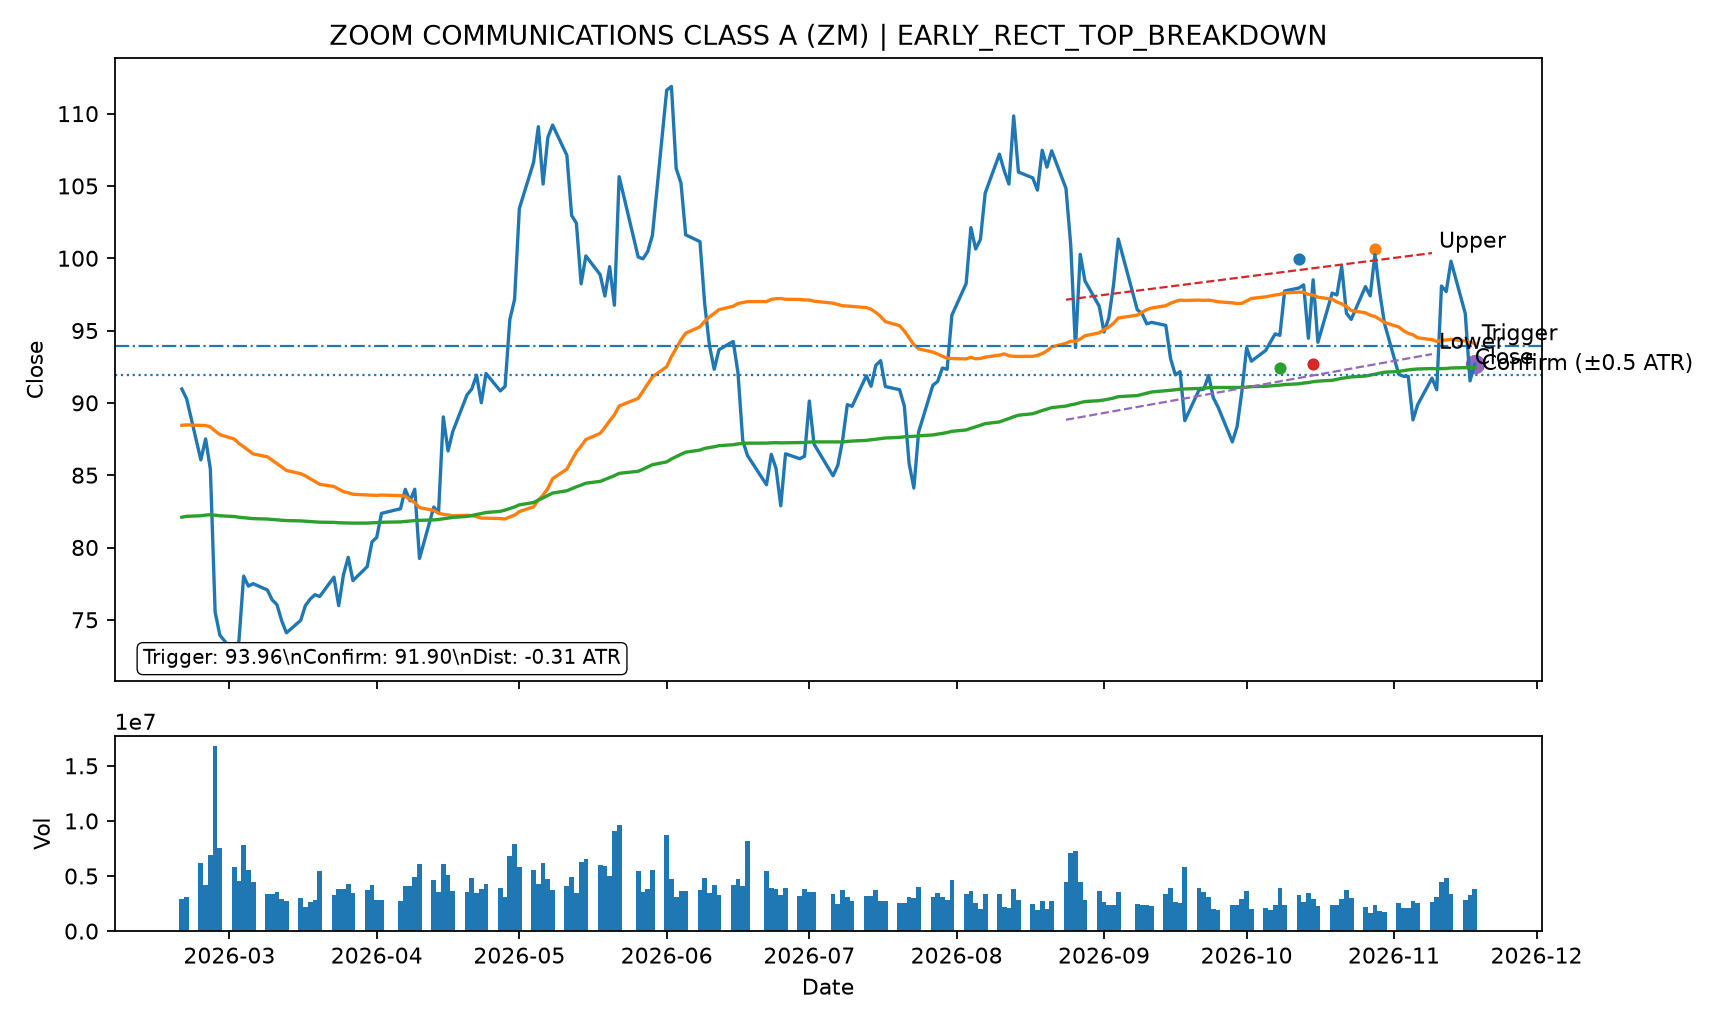 ZOOM COMMUNICATIONS CLASS A (ZM) | EARLY_RECT_TOP_BREAKDOWN
Close
110
105
100
95
90
85
80
75
Upper
Trigger
Lower
Close
Confirm (±0.5 ATR)
Trigger: 93.96\nConfirm: 91.90\nDist: -0.31 ATR
1e7
Vol
1.5
1.0
0.5
0.0
2026-03 2026-04 2026-05 2026-06 2026-07 2026-08 2026-09 2026-10 2026-11 2026-12
Date